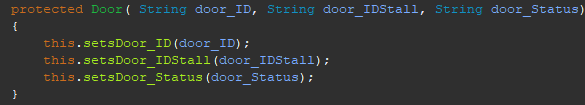 protected Door( String door_ID, String door_IDStall, String door_Status)
{
this.setsDoor_ID(door_ID);
this.setsDoor_IDStall(door_IDStall);
this.setsDoor_Status(door_Status);
}